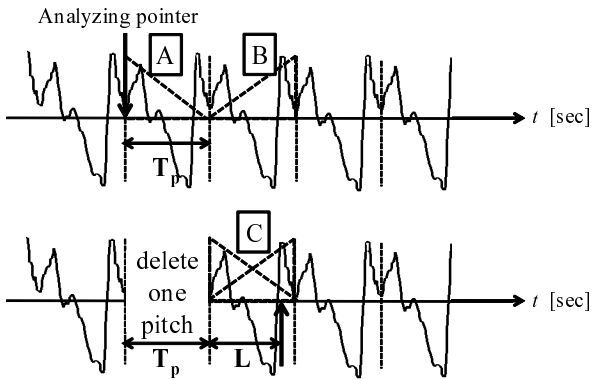 Analyzing pointer
A
B
t [sec]
Tp
C
delete
one
pitch
t [sec]
Tp
L